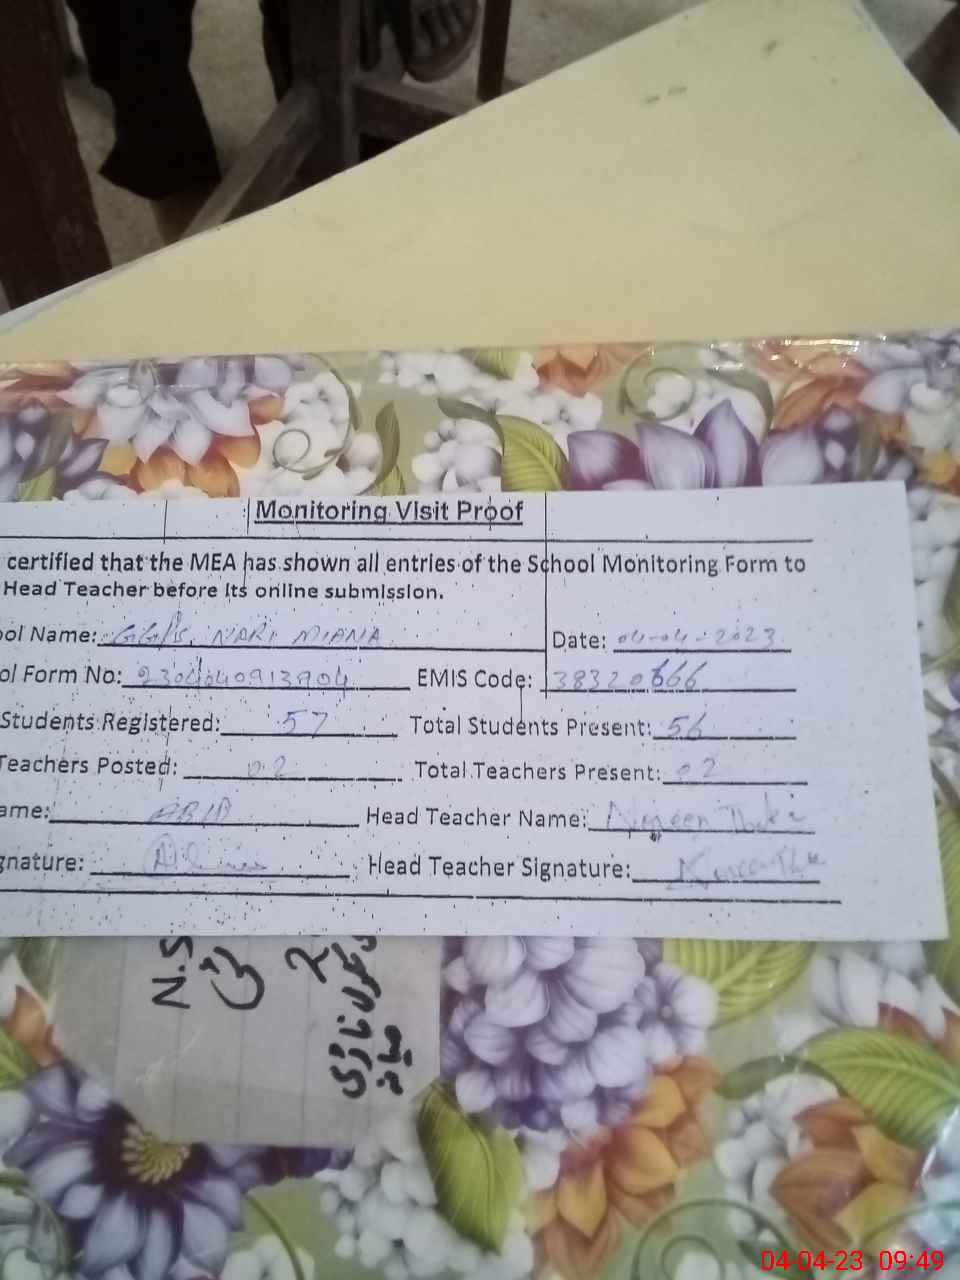 Monitoring Visit Proof
certified that the MEA has shown all entries of the School Monitoring Form to
Head Teacher before its online submission.
ool Name: GGPS. NARI MIANA Date: 04-04-2023
ol Form No: 2304040913904 EMIS Code: 38320666
Students Registered: 57 Total Students Present: 56
Teachers Posted: 02 Total Teachers Present: 02
ame: ABID Head Teacher Name:
gnature: Head Teacher Signature:
N.S
04-04-23 09:49